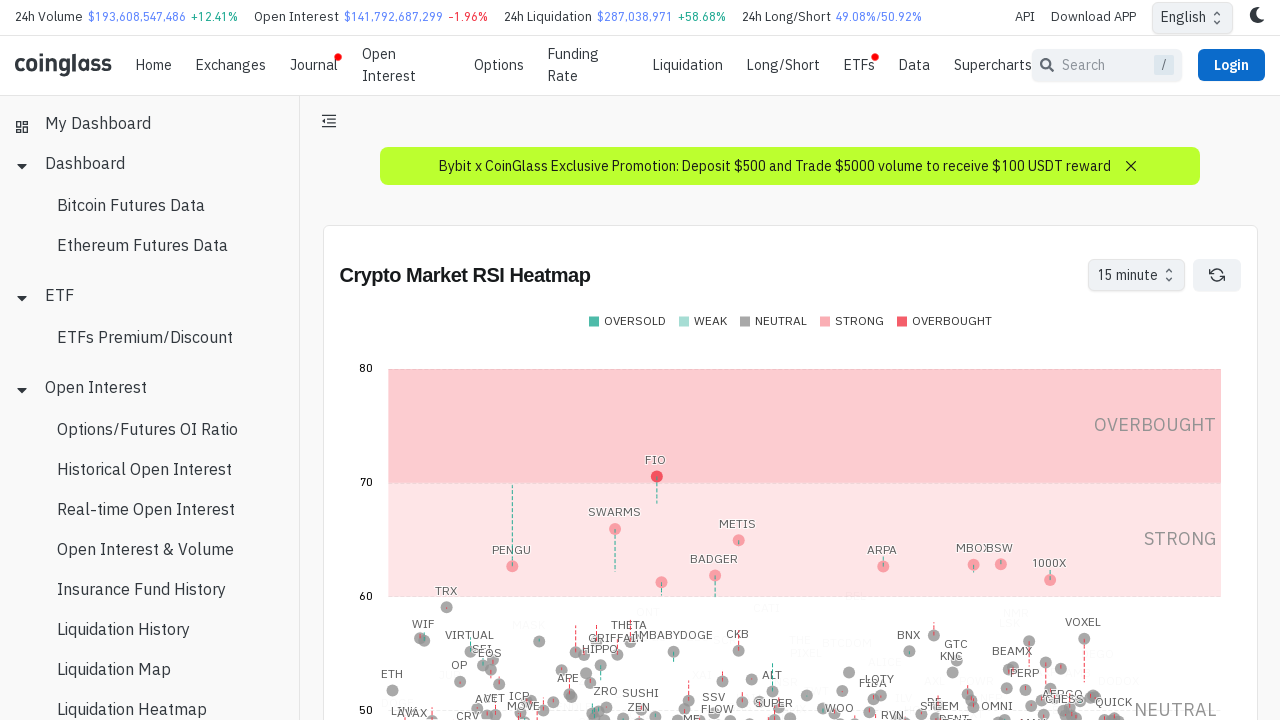 24h Volume $193,608,547,486 +12.41% Open Interest $141,792,687,299 -1.96% 24h Liquidation $287,038,971 +58.68% 24h Long/Short 49.08%/50.92% API Download APP English
coinglass Home Exchanges Journal Open Interest Options Funding Rate Liquidation Long/Short ETFs Data Supercharts Search / Login
My Dashboard
Dashboard
Bitcoin Futures Data
Ethereum Futures Data
ETF
ETFs Premium/Discount
Open Interest
Options/Futures OI Ratio
Historical Open Interest
Real-time Open Interest
Open Interest & Volume
Insurance Fund History
Liquidation History
Liquidation Map
Liquidation Heatmap
Bybit x CoinGlass Exclusive Promotion: Deposit $500 and Trade $5000 volume to receive $100 USDT reward
Crypto Market RSI Heatmap 15 minute
OVERSOLD WEAK NEUTRAL STRONG OVERBOUGHT
80
OVERBOUGHT
FIO
70
SWARMS
METIS
STRONG
PENGU
ARPA
MBOX
BSW
BADGER
1000X
60
TRX
WIF
THETA
VOXEL
VIRTUAL
CKB
BNX
GTC
HIPPO
BEAMX
KNC
EOS
OP
ETH
APE
ALT
PERP
ZRO
SUSHI
ICP
SSV
SUPER
CHESS
QUICK
MOVE
ZEN
FLOW
WOO
STEEM
OMNI
NEUTRAL
CRV
RVN